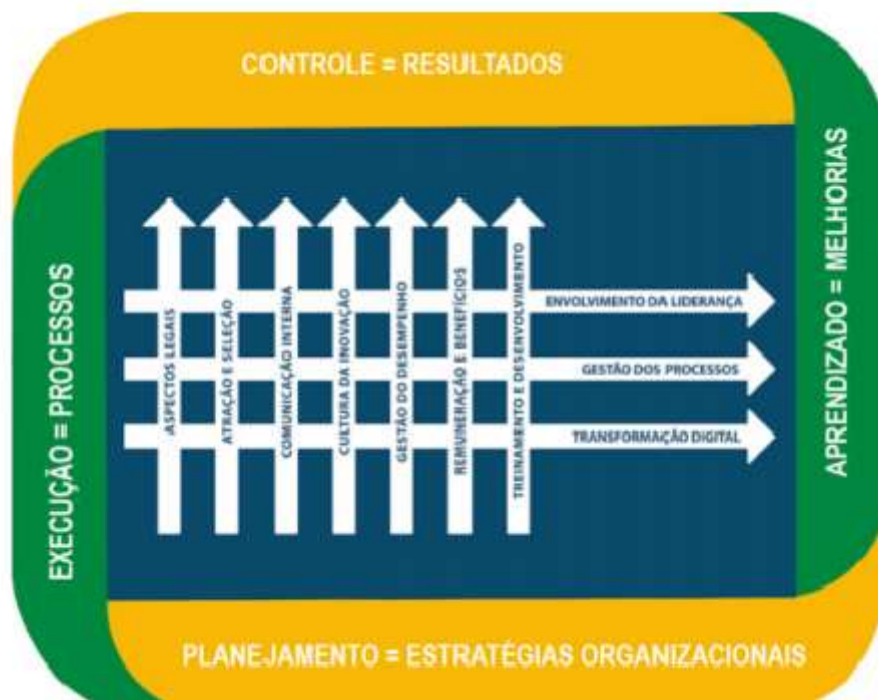 CONTROLE = RESULTADOS
EXECUÇÃO = PROCESSOS
ASPECTOS LEGAIS
ATRAÇÃO E SELEÇÃO
COMUNICAÇÃO INTERNA
CULTURA DA INOVAÇÃO
GESTÃO DO DESEMPENHO
REMUNERAÇÃO E BENEFÍCIOS
TREINAMENTO E DESENVOLVIMENTO
ENVOLVIMENTO DA LIDERANÇA
GESTÃO DOS PROCESSOS
TRANSFORMAÇÃO DIGITAL
APRENDIZADO = MELHORIAS
PLANEJAMENTO = ESTRATÉGIAS ORGANIZACIONAIS